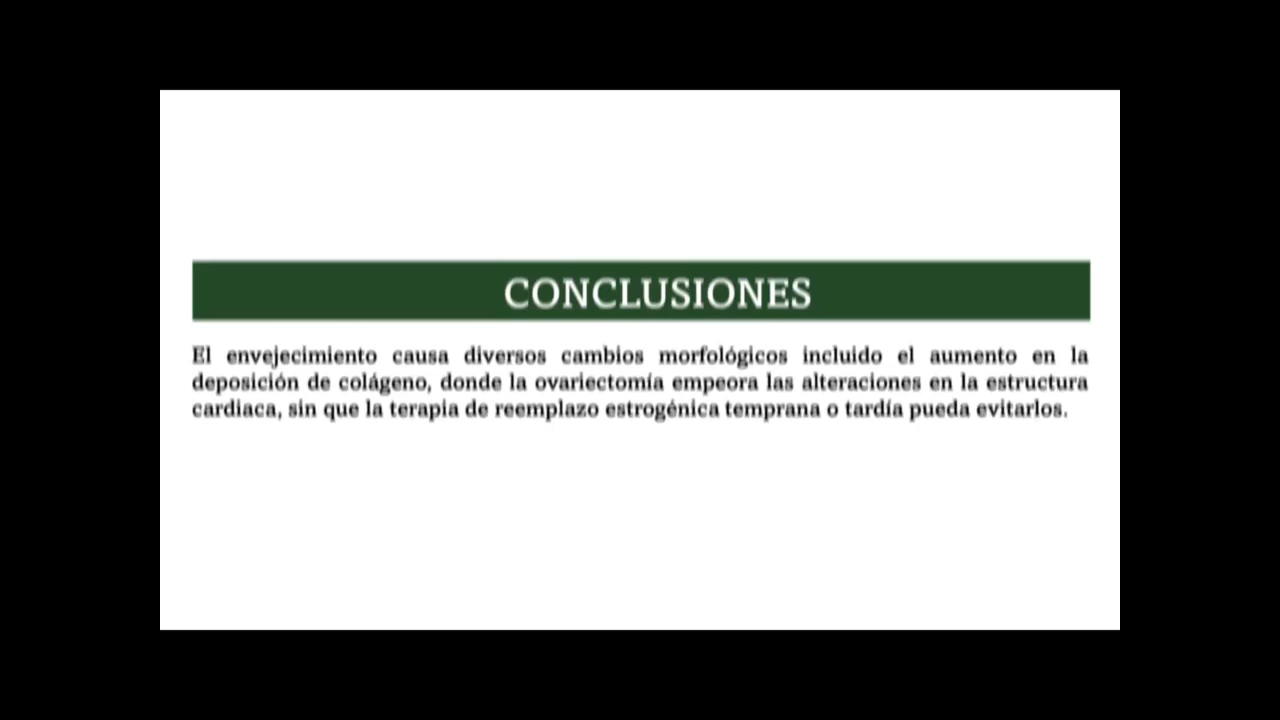 CONCLUSIONES
El envejecimiento causa diversos cambios morfológicos incluido el aumento en la
deposición de colágeno, donde la ovariectomía empeora las alteraciones en la estructura
cardiaca, sin que la terapia de reemplazo estrogénica temprana o tardía pueda evitarlos.